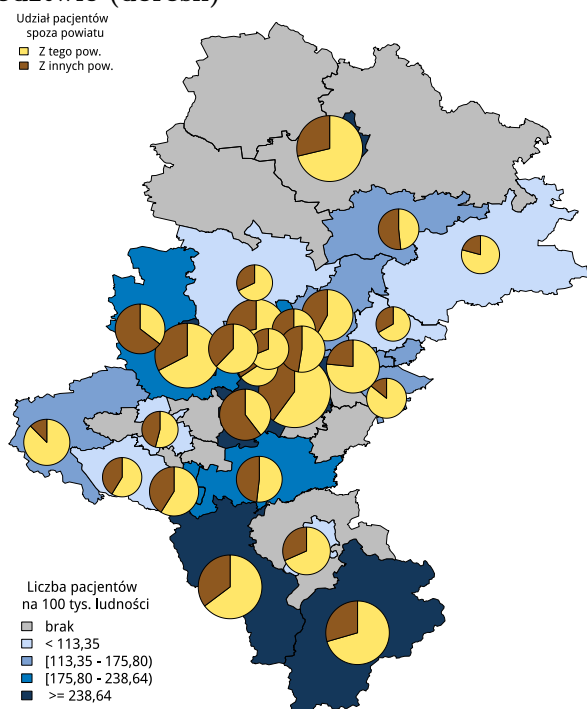 Udział pacjentów
spoza powiatu
Z tego pow.
Z innych pow.
Liczba pacjentów
na 100 tys. ludności
brak
< 113,35
[113,35 - 175,80)
[175,80 - 238,64)
>= 238,64